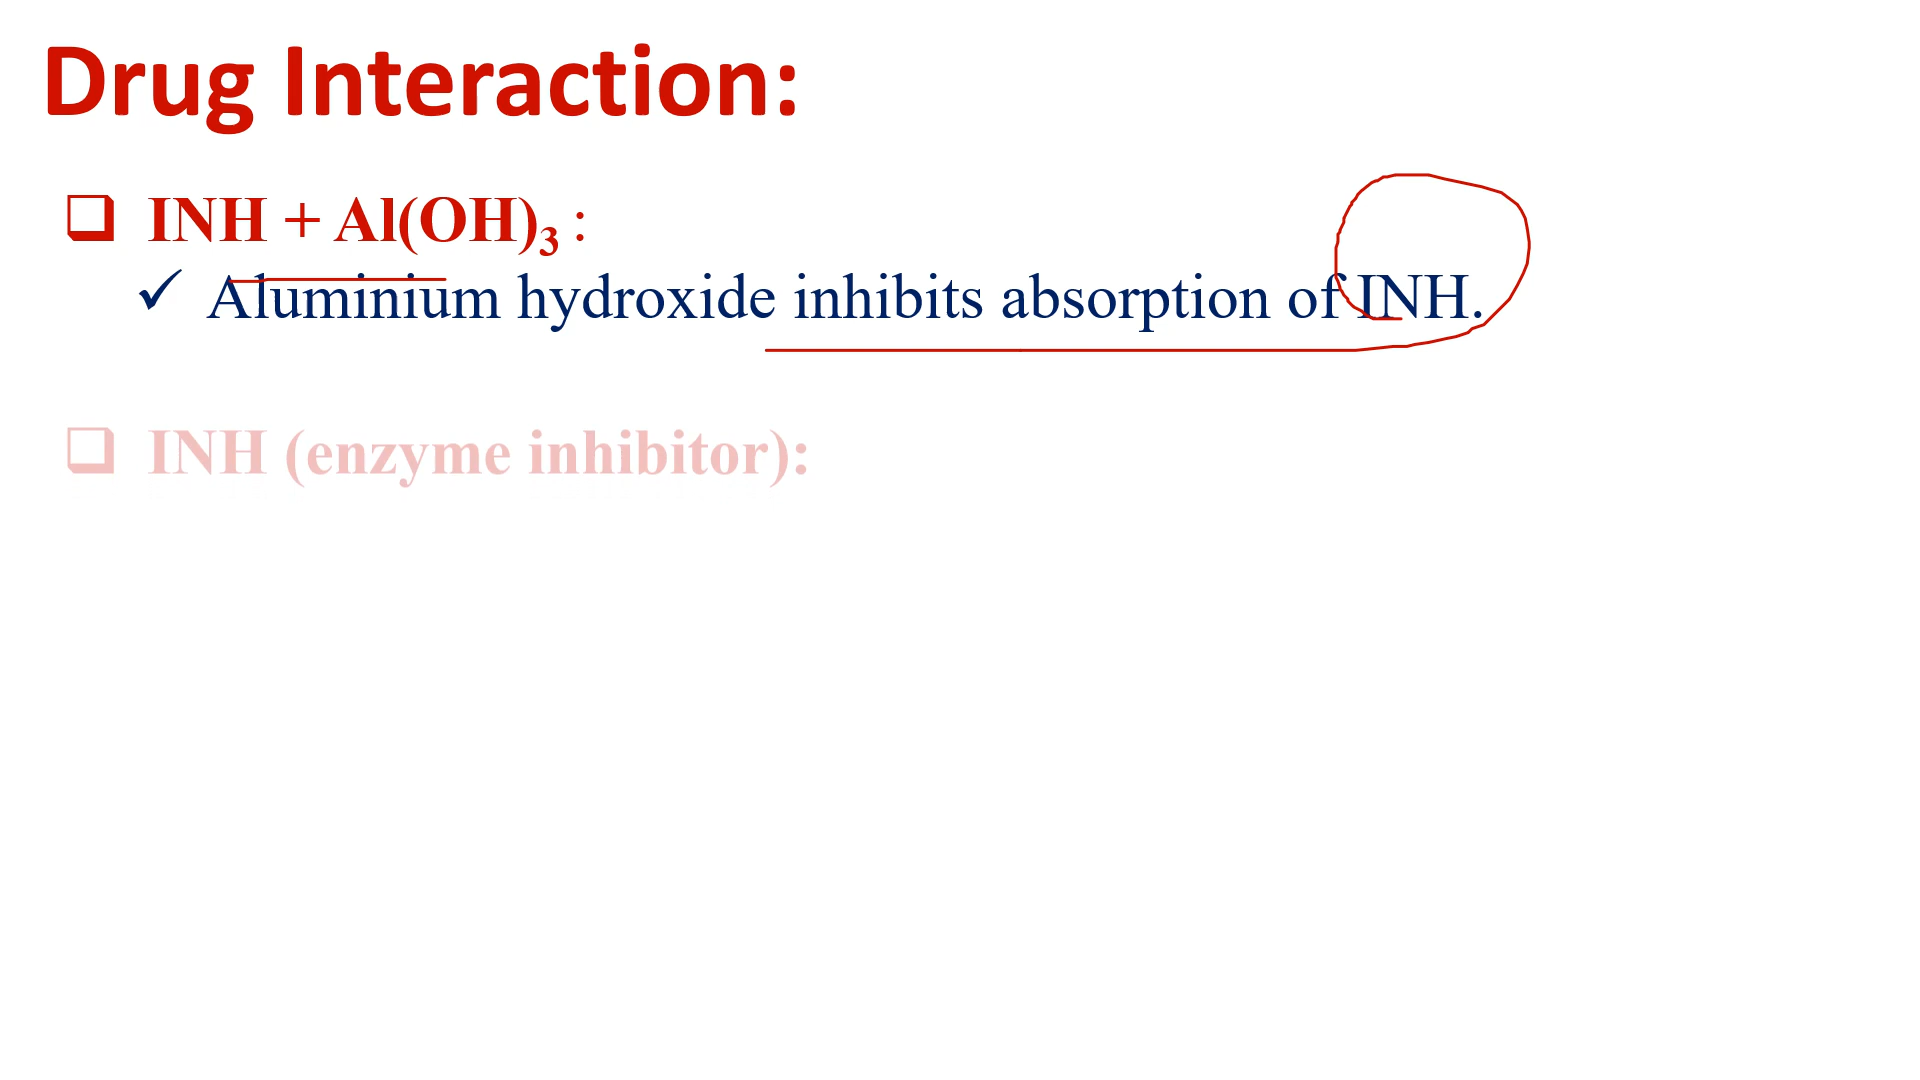 Drug Interaction:
INH + Al(OH)₃ :
Aluminium hydroxide inhibits absorption of INH.
INH (enzyme inhibitor):